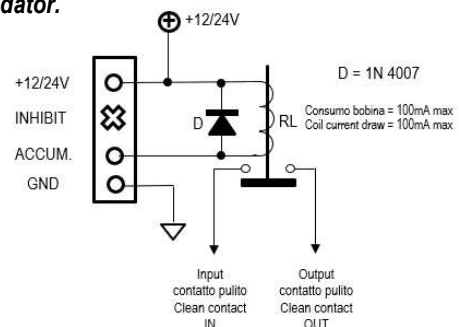 dator.
+12/24V
+12/24V
INHIBIT
ACCUM.
GND
D
RL
D = 1N 4007
Consumo bobina = 100mA max
Coil current draw = 100mA max
Input
contatto pulito
Clean contact
IN
Output
contatto pulito
Clean contact
OUT